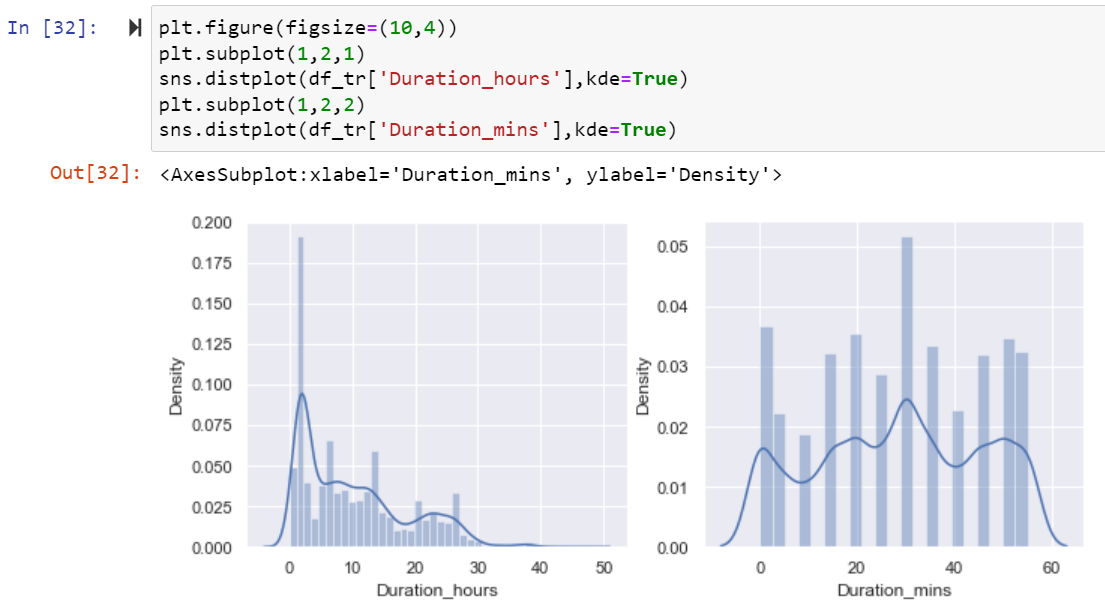 In [32]:
plt.figure(figsize=(10,4))
plt.subplot(1,2,1)
sns.distplot(df_tr['Duration_hours'],kde=True)
plt.subplot(1,2,2)
sns.distplot(df_tr['Duration_mins'],kde=True)
Out[32]: <AxesSubplot:xlabel='Duration_mins', ylabel='Density'>
0.200
0.175
0.150
0.125
0.100
0.075
0.050
0.025
0.000
Density
0 10 20 30 40 50
Duration_hours
0.05
0.04
0.03
0.02
0.01
0.00
Density
0 20 40 60
Duration_mins